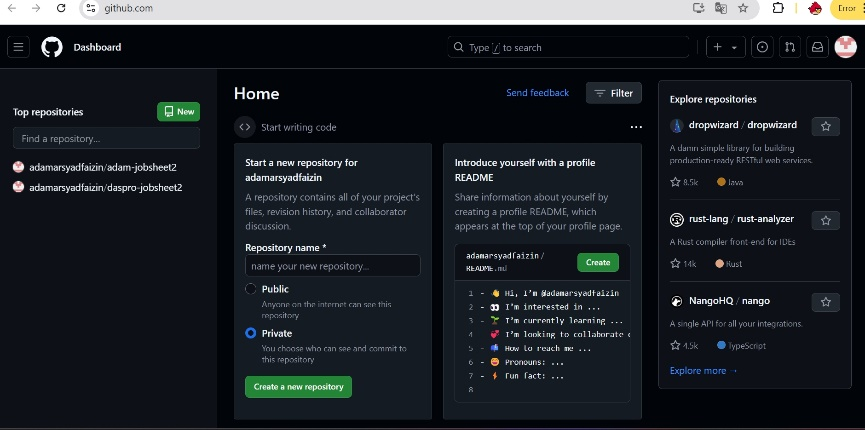 github.com
Error
Dashboard
Type / to search
Top repositories
New
Find a repository...
adamarsyadfaizin/adam-jobsheet2
adamarsyadfaizin/daspro-jobsheet2
Home
Send feedback
Filter
Start writing code
Start a new repository for
adamarsyadfaizin
A repository contains all of your project's
files, revision history, and collaborator
discussion.
Repository name *
name your new repository...
Public
Anyone on the internet can see this
repository
Private
You choose who can see and commit to
this repository
Create a new repository
Introduce yourself with a profile
README
Share information about yourself by
creating a profile README, which
appears at the top of your profile page.
adamarsyadfaizin/
README.md
Create
1 - 👋 Hi, I'm @adamarsyadfaizin
2 - 👀 I'm interested in ...
3 - 🌱 I'm currently learning ...
4 💞️ I'm looking to collaborate
5 - 📫 How to reach me ...
6 - 😄 Pronouns: ...
7 - ⚡ Fun fact: ...
8
Explore repositories
dropwizard / dropwizard
A damn simple library for building
production-ready RESTful web services.
8.5k Java
rust-lang / rust-analyzer
A Rust compiler front-end for IDEs
14k Rust
NangoHQ / nango
A single API for all your integrations.
4.5k TypeScript
Explore more →